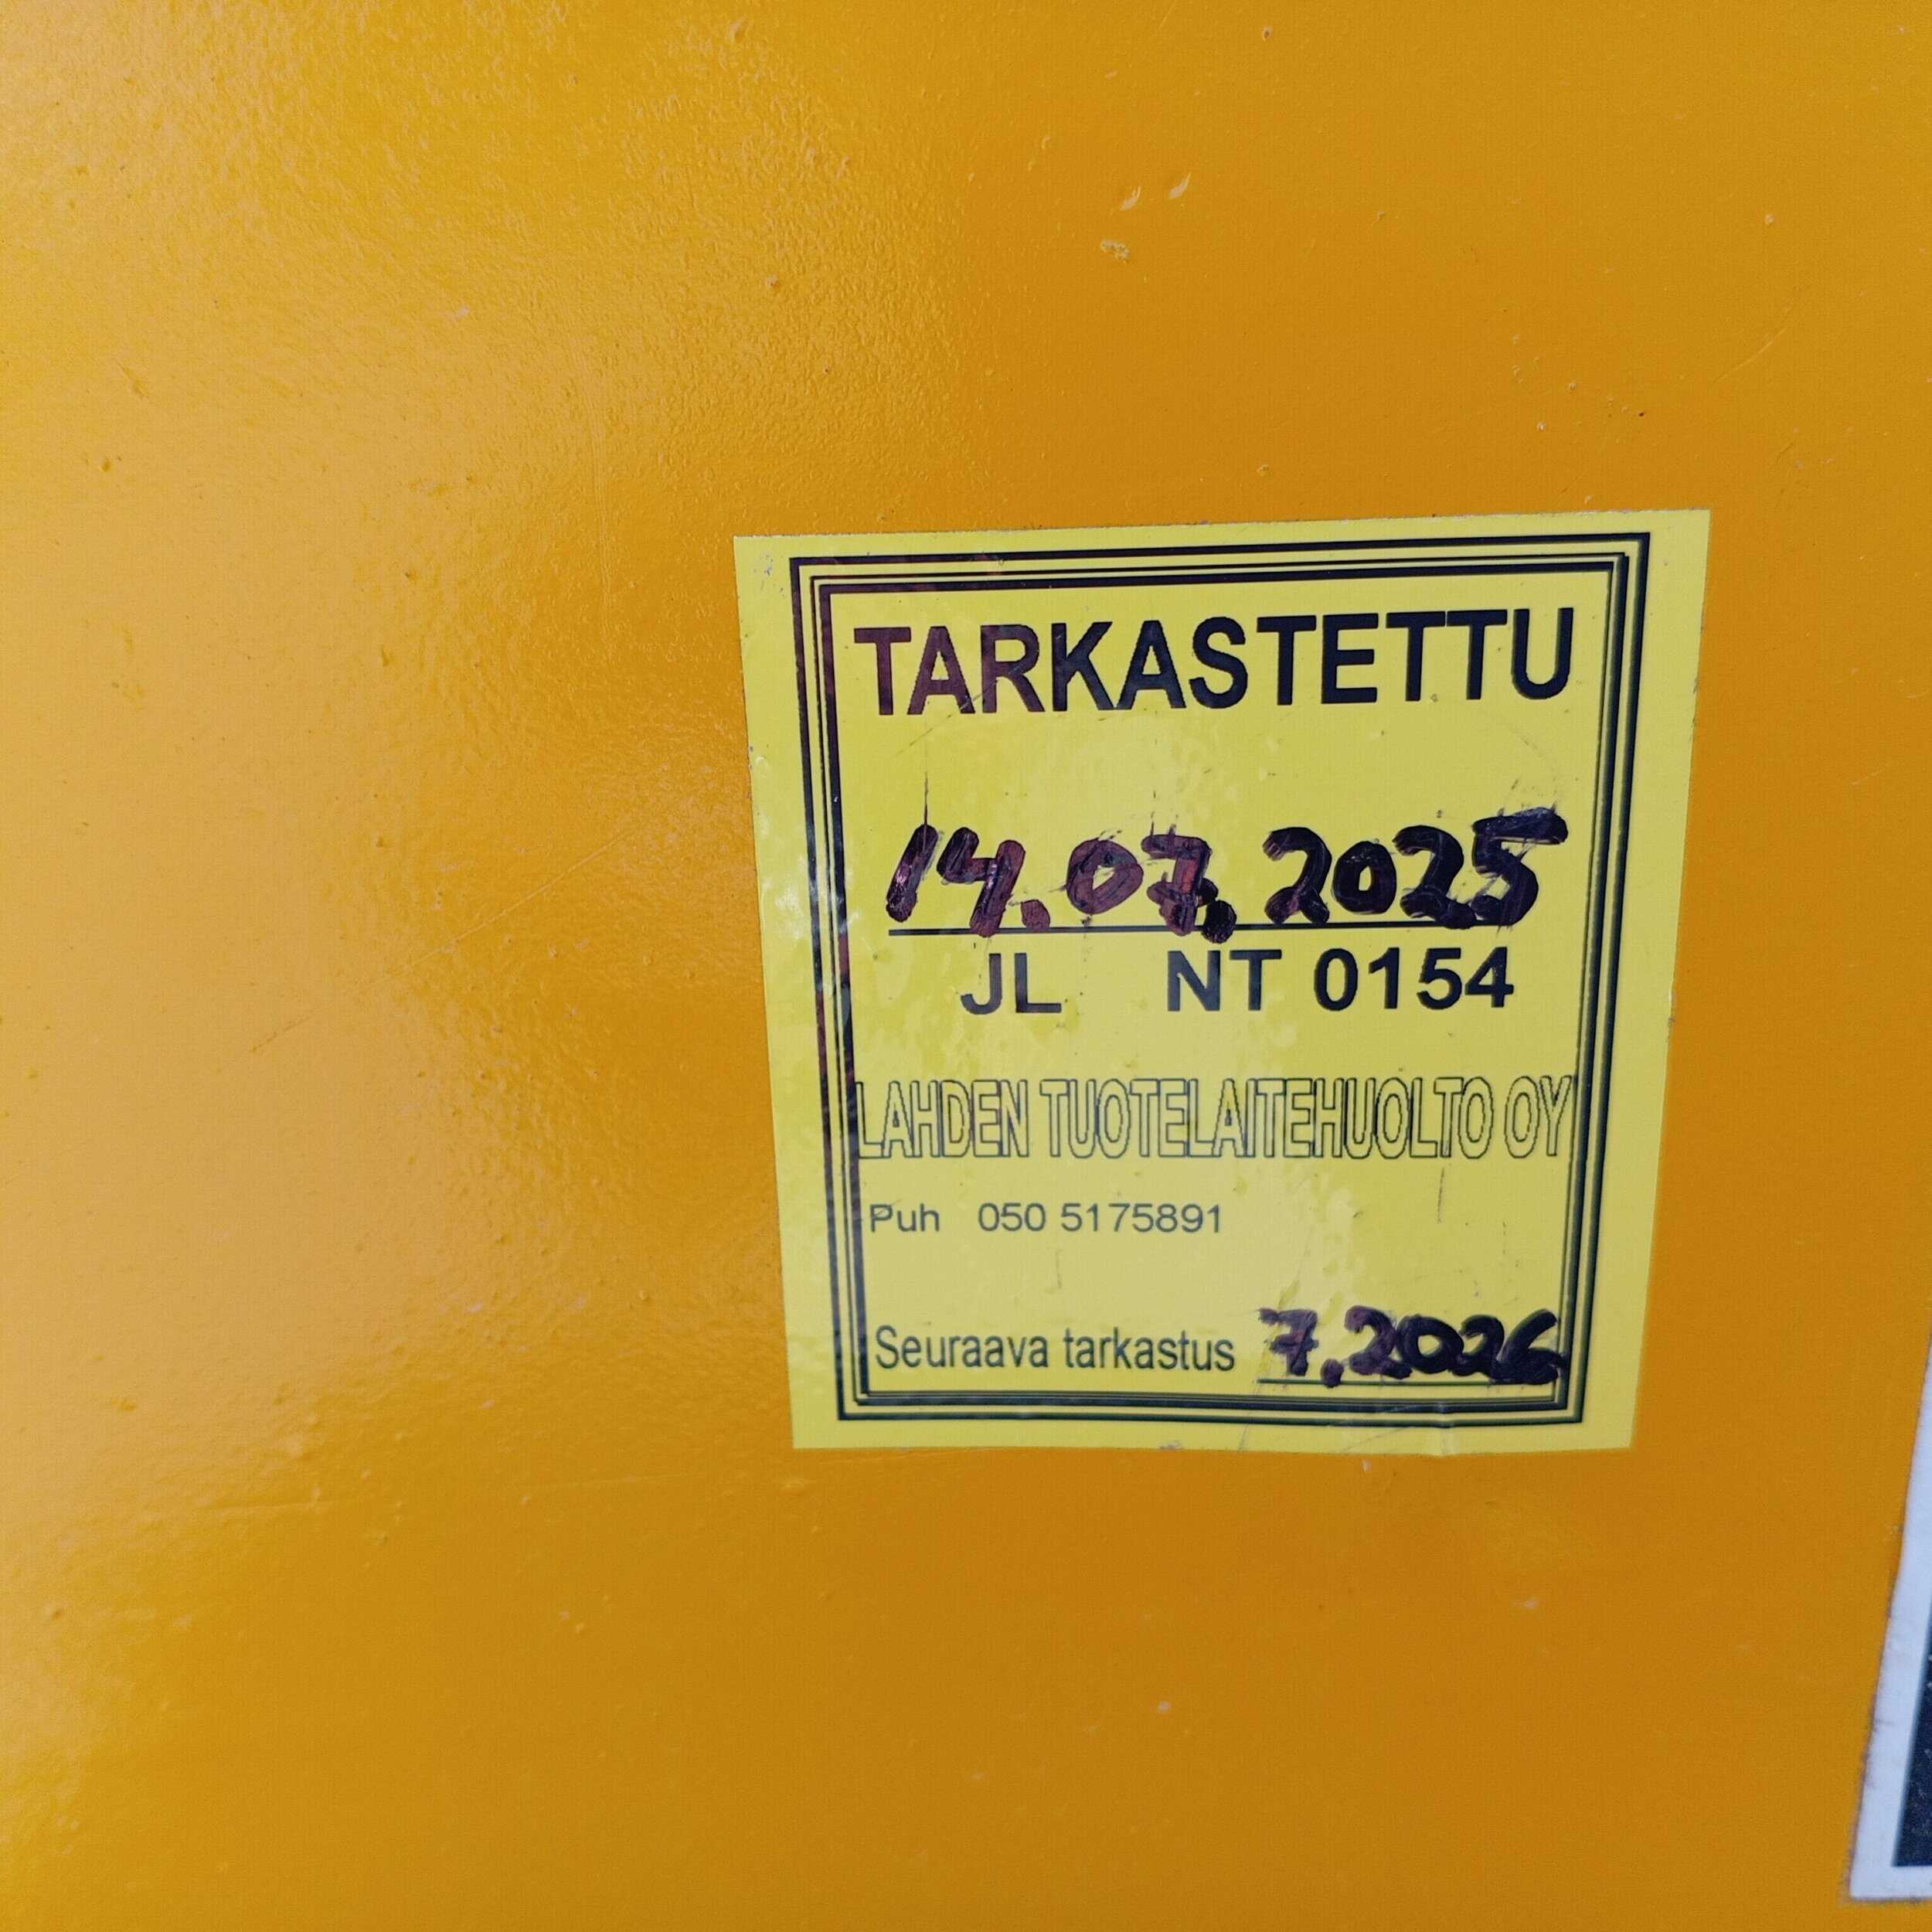 TARKASTETTU
14.07.2025
JL NT 0154
LAHDEN TUOTELAITEHUOLTO OY
Puh 050 5175891
Seuraava tarkastus 7.2026